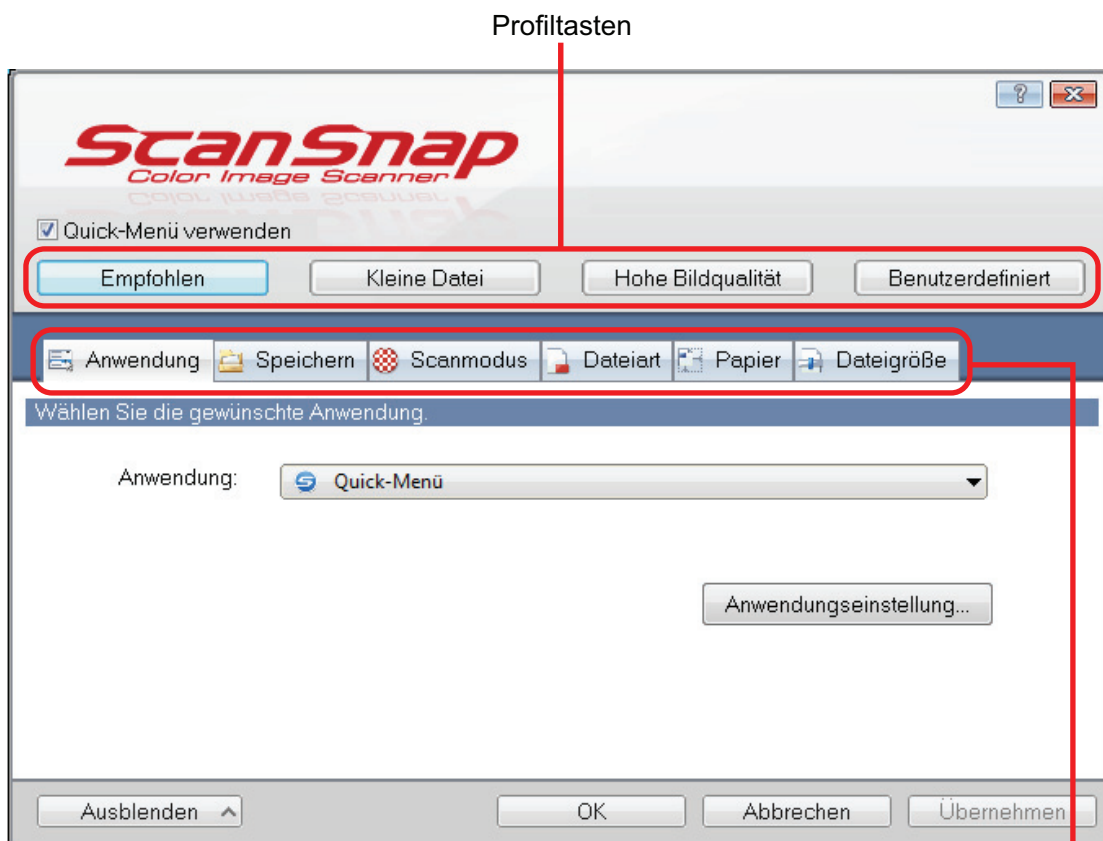 Profiltasten
?
ScanSnap
Color Image Scanner
Quick-Menü verwenden
Empfohlen Kleine Datei Hohe Bildqualität Benutzerdefiniert
Anwendung Speichern Scanmodus Dateiart Papier Dateigröße
Wählen Sie die gewünschte Anwendung.
Anwendung: Quick-Menü
Anwendungseinstellung...
Ausblenden OK Abbrechen Übernehmen